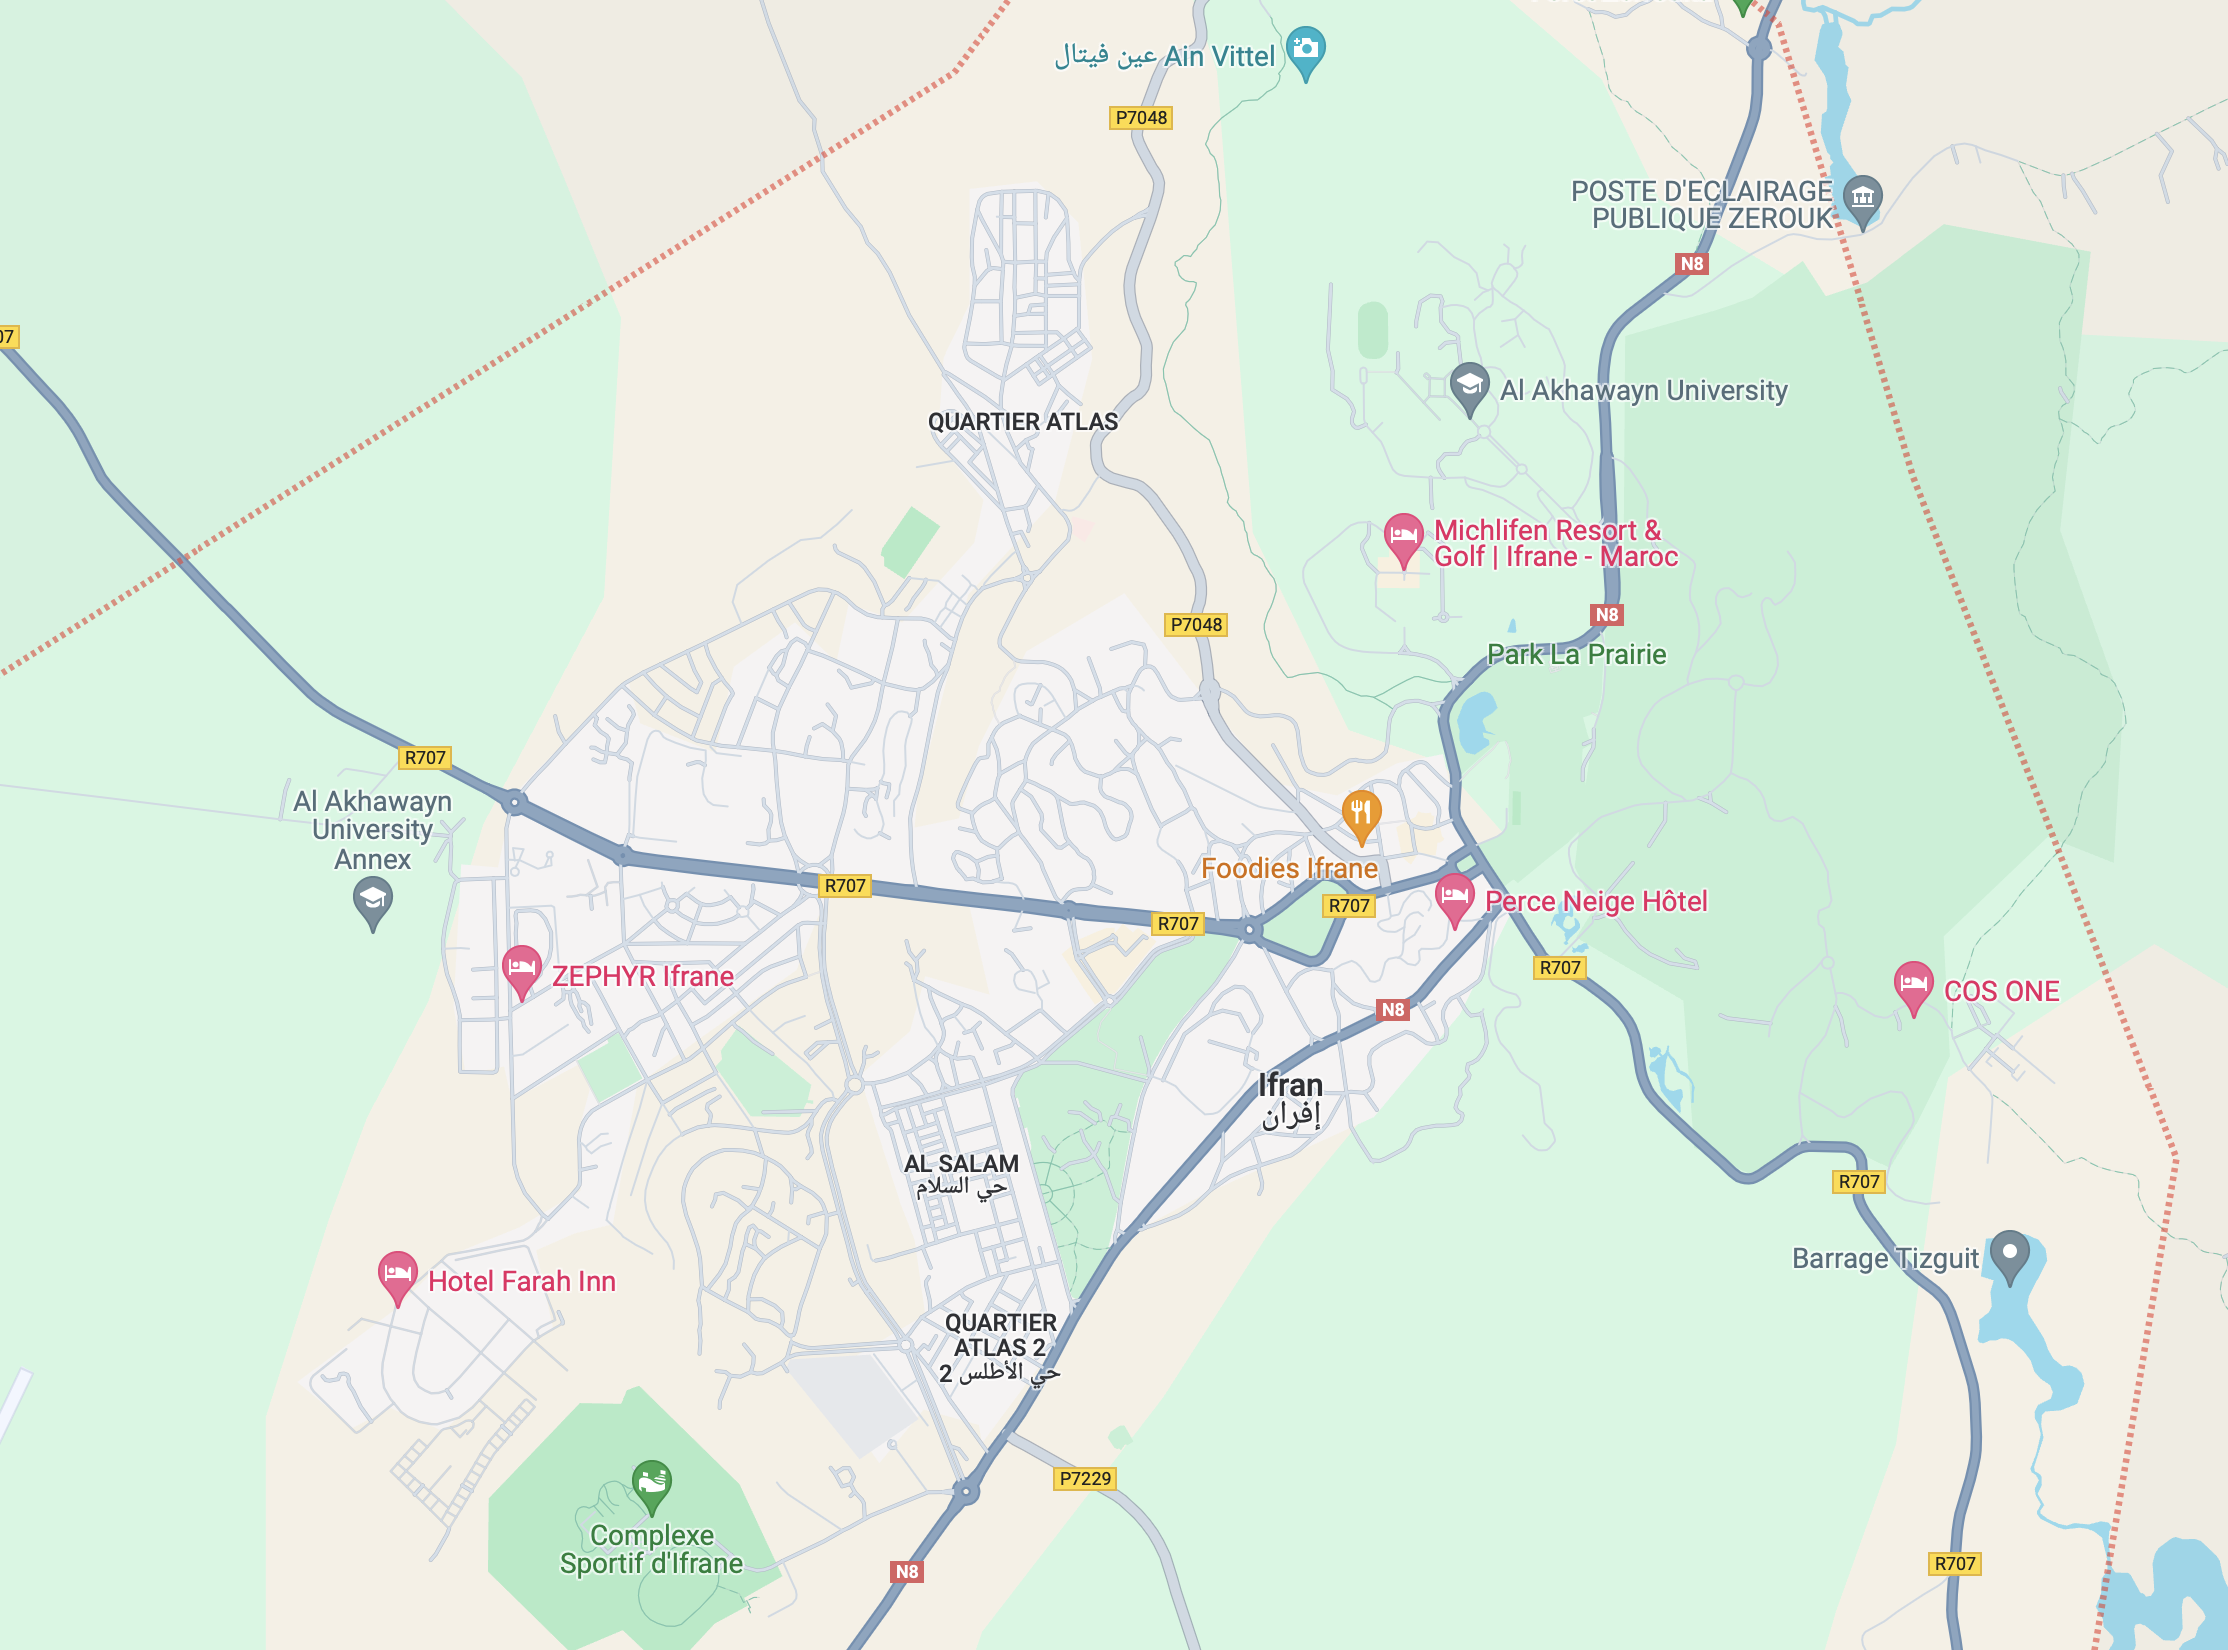 عين فيتال Ain Vittel
P7048
POSTE D'ECLAIRAGE
PUBLIQUE ZEROUK
N8
07
Al Akhawayn University
QUARTIER ATLAS
Michlifen Resort &
Golf | Ifrane - Maroc
N8
P7048
Park La Prairie
R707
Al Akhawayn
University
Annex
Foodies Ifrane
R707
R707
R707
Perce Neige Hôtel
R707
ZEPHYR Ifrane
COS ONE
N8
Ifran
إفران
AL SALAM
حي السلام
R707
Barrage Tizguit
Hotel Farah Inn
QUARTIER
ATLAS 2
حي الأطلس 2
P7229
Complexe
Sportif d'Ifrane
N8
R707